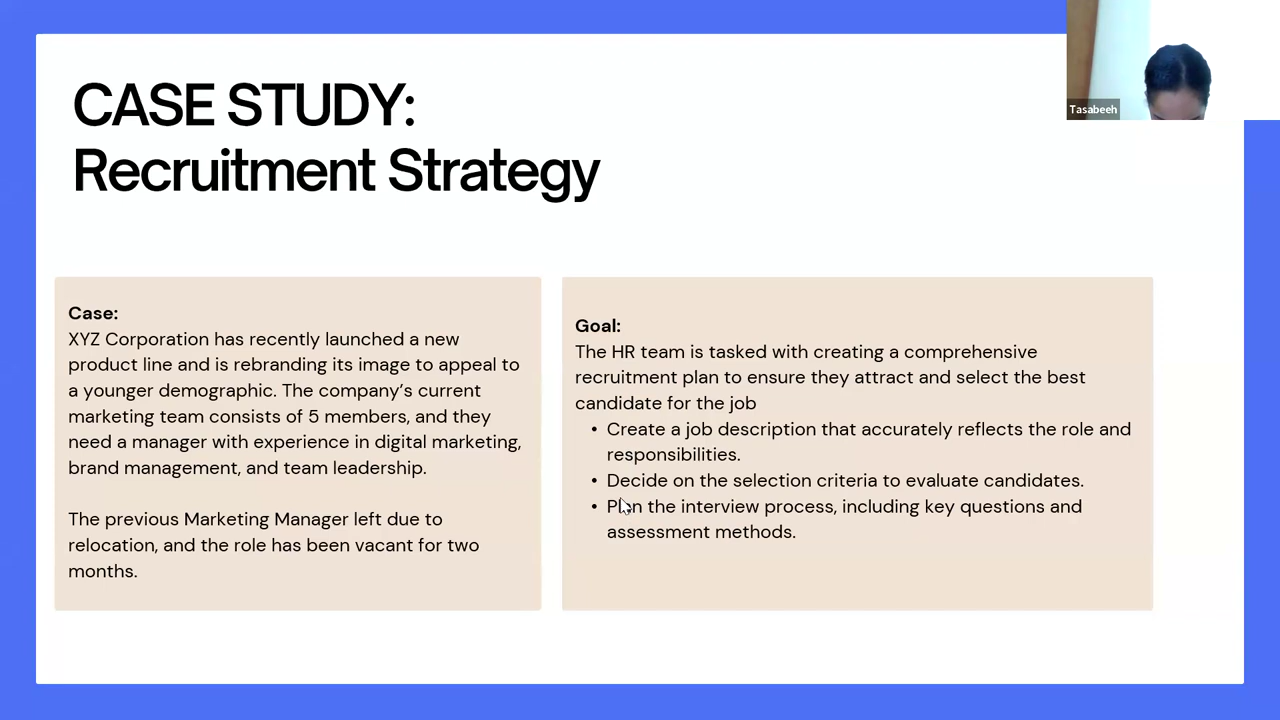 Tasabeeh
CASE STUDY:
Recruitment Strategy
Case:
XYZ Corporation has recently launched a new
product line and is rebranding its image to appeal to
a younger demographic. The company’s current
marketing team consists of 5 members, and they
need a manager with experience in digital marketing,
brand management, and team leadership.
The previous Marketing Manager left due to
relocation, and the role has been vacant for two
months.
Goal:
The HR team is tasked with creating a comprehensive
recruitment plan to ensure they attract and select the best
candidate for the job
• Create a job description that accurately reflects the role and
responsibilities.
• Decide on the selection criteria to evaluate candidates.
• Plan the interview process, including key questions and
assessment methods.